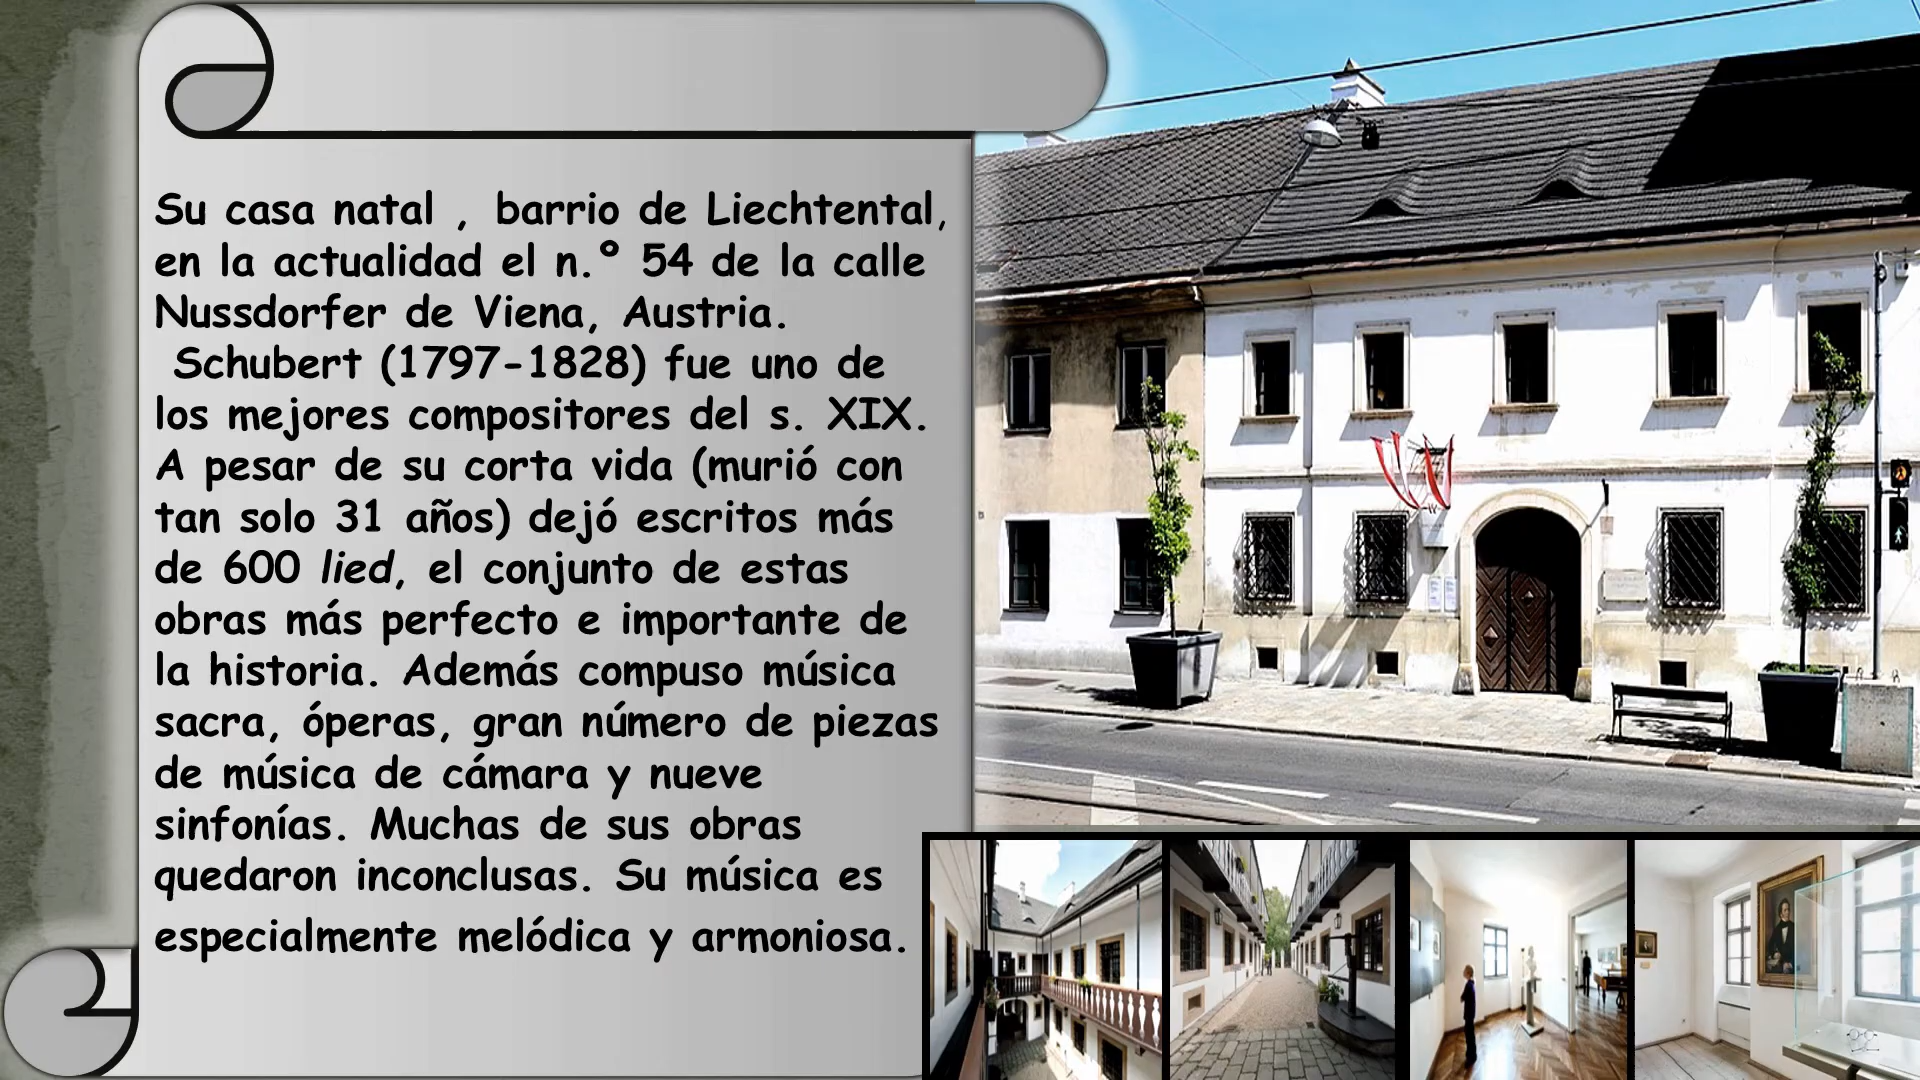 Su casa natal , barrio de Liechtental,
en la actualidad el n.º 54 de la calle
Nussdorfer de Viena, Austria.
Schubert (1797-1828) fue uno de
los mejores compositores del s. XIX.
A pesar de su corta vida (murió con
tan solo 31 años) dejó escritos más
de 600 lied, el conjunto de estas
obras más perfecto e importante de
la historia. Además compuso música
sacra, óperas, gran número de piezas
de música de cámara y nueve
sinfonías. Muchas de sus obras
quedaron inconclusas. Su música es
especialmente melódica y armoniosa.